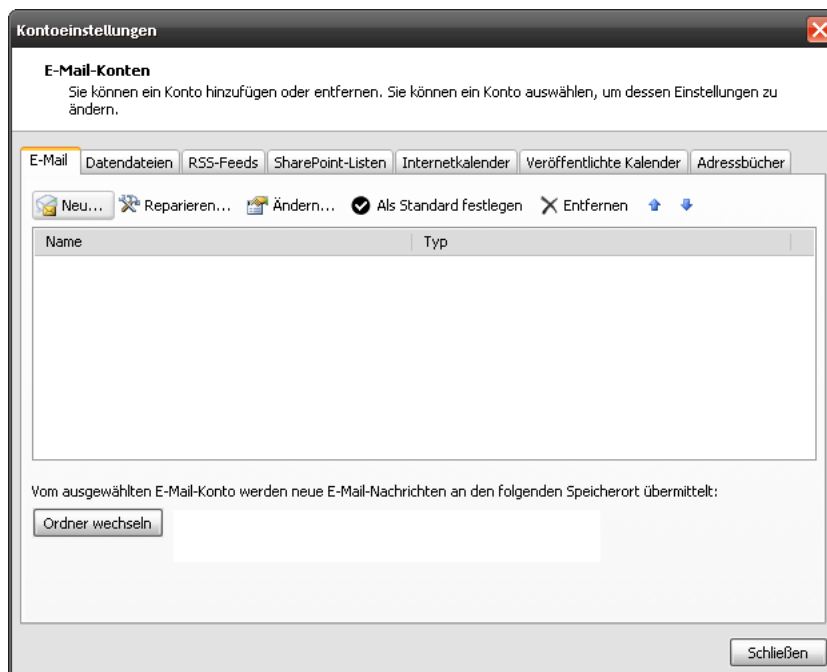 Kontoeinstellungen
E-Mail-Konten
Sie können ein Konto hinzufügen oder entfernen. Sie können ein Konto auswählen, um dessen Einstellungen zu
ändern.
E-Mail Datendateien RSS-Feeds SharePoint-Listen Internetkalender Veröffentlichte Kalender Adressbücher
Neu... Reparieren... Ändern... Als Standard festlegen Entfernen
Name Typ
Vom ausgewählten E-Mail-Konto werden neue E-Mail-Nachrichten an den folgenden Speicherort übermittelt:
Ordner wechseln
Schließen